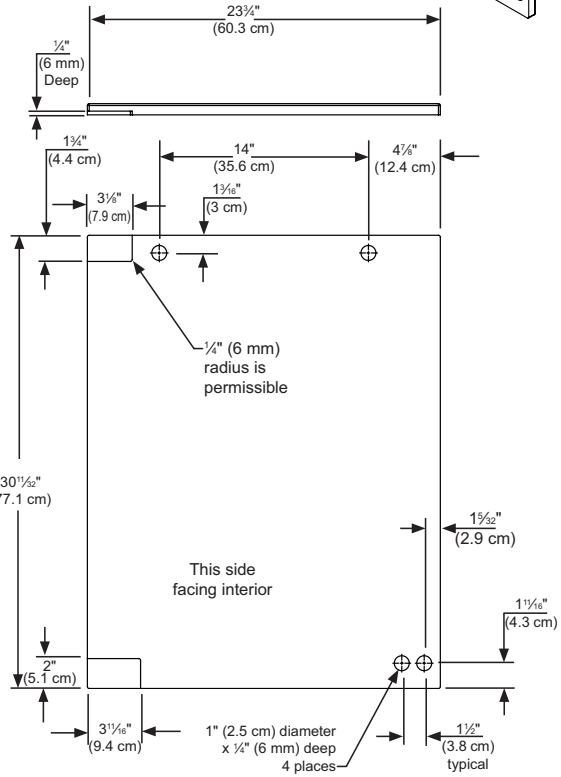 23¾"
(60.3 cm)
¼"
(6 mm)
Deep
1¾"
(4.4 cm)
14"
(35.6 cm)
4⅞"
(12.4 cm)
3⅛"
(7.9 cm)
1³⁄₁₆"
(3 cm)
¼" (6 mm)
radius is
permissible
30¹¹⁄₃₂"
77.1 cm)
1⁵⁄₃₂"
(2.9 cm)
This side
facing interior
1¹¹⁄₁₆"
(4.3 cm)
2"
(5.1 cm)
3¹¹⁄₁₆"
(9.4 cm)
1" (2.5 cm) diameter
x ¼" (6 mm) deep
4 places
1½"
(3.8 cm)
typical